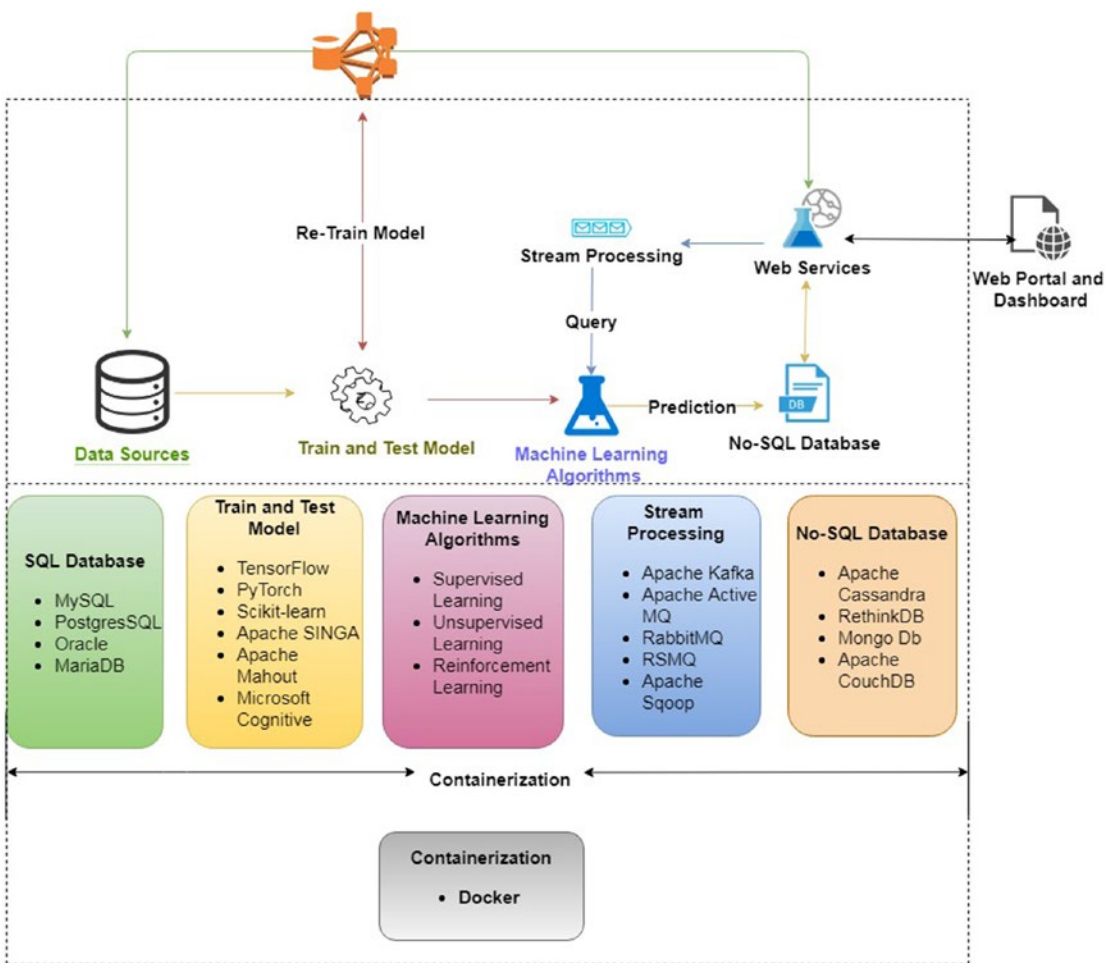 Re-Train Model
Stream Processing
Web Services
Web Portal and
Dashboard
Query
Prediction
DB
Data Sources
Train and Test Model
Machine Learning
Algorithms
No-SQL Database
SQL Database
• MySQL
• PostgresSQL
• Oracle
• MariaDB
Train and Test
Model
• TensorFlow
• PyTorch
• Scikit-learn
• Apache SINGA
• Apache
Mahout
• Microsoft
Cognitive
Machine Learning
Algorithms
• Supervised
Learning
• Unsupervised
Learning
• Reinforcement
Learning
Stream
Processing
• Apache Kafka
• Apache Active
MQ
• RabbitMQ
• RSMQ
• Apache
Sqoop
No-SQL Database
• Apache
Cassandra
• RethinkDB
• Mongo Db
• Apache
CouchDB
Containerization
Containerization
• Docker